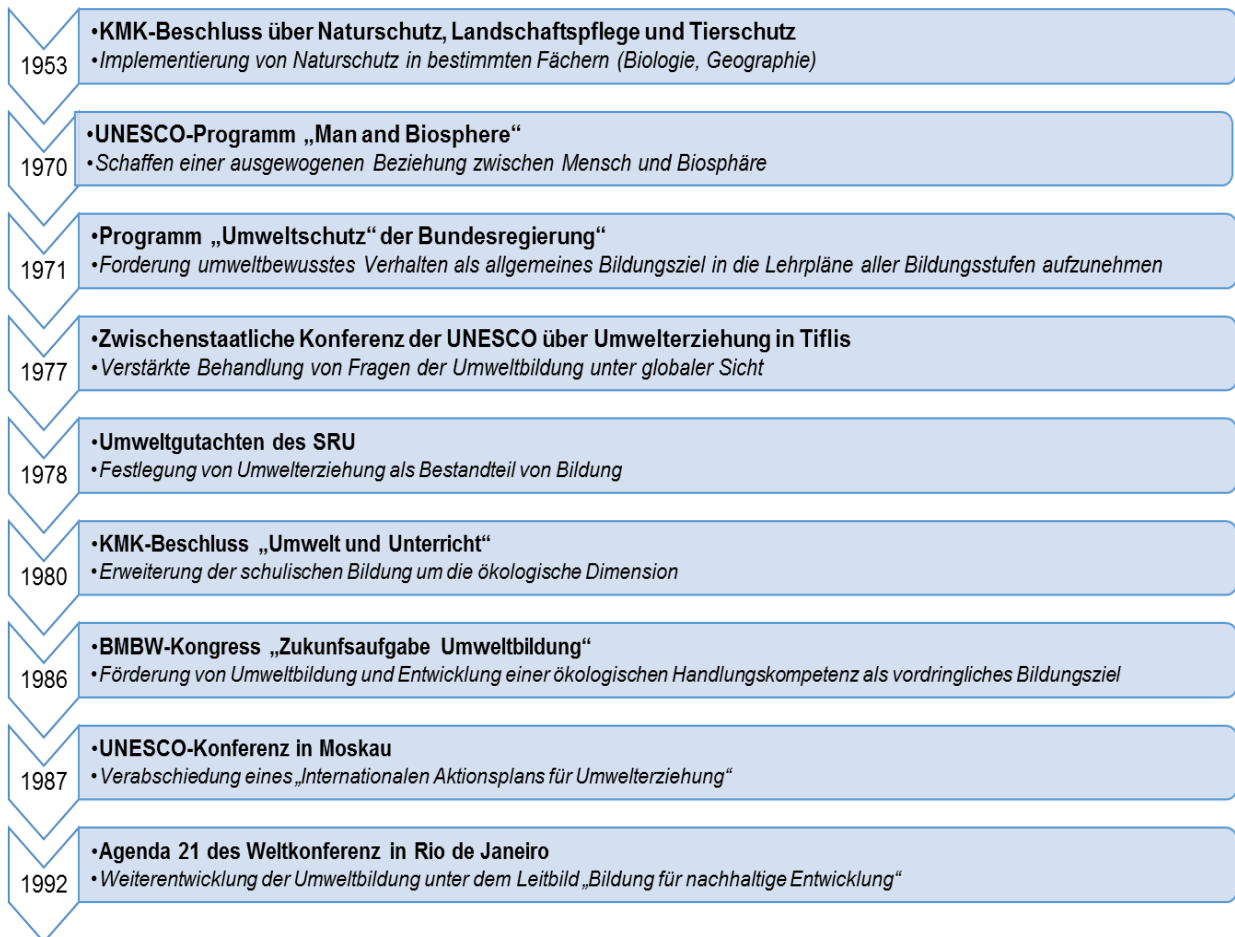 1953
•KMK-Beschluss über Naturschutz, Landschaftspflege und Tierschutz
•Implementierung von Naturschutz in bestimmten Fächern (Biologie, Geographie)
1970
•UNESCO-Programm „Man and Biosphere“
•Schaffen einer ausgewogenen Beziehung zwischen Mensch und Biosphäre
1971
•Programm „Umweltschutz“ der Bundesregierung“
•Forderung umweltbewusstes Verhalten als allgemeines Bildungsziel in die Lehrpläne aller Bildungsstufen aufzunehmen
1977
•Zwischenstaatliche Konferenz der UNESCO über Umwelterziehung in Tiflis
•Verstärkte Behandlung von Fragen der Umweltbildung unter globaler Sicht
1978
•Umweltgutachten des SRU
•Festlegung von Umwelterziehung als Bestandteil von Bildung
1980
•KMK-Beschluss „Umwelt und Unterricht“
•Erweiterung der schulischen Bildung um die ökologische Dimension
1986
•BMBW-Kongress „Zukunfsaufgabe Umweltbildung“
•Förderung von Umweltbildung und Entwicklung einer ökologischen Handlungskompetenz als vordringliches Bildungsziel
1987
•UNESCO-Konferenz in Moskau
•Verabschiedung eines „Internationalen Aktionsplans für Umwelterziehung“
1992
•Agenda 21 des Weltkonferenz in Rio de Janeiro
•Weiterentwicklung der Umweltbildung unter dem Leitbild „Bildung für nachhaltige Entwicklung“